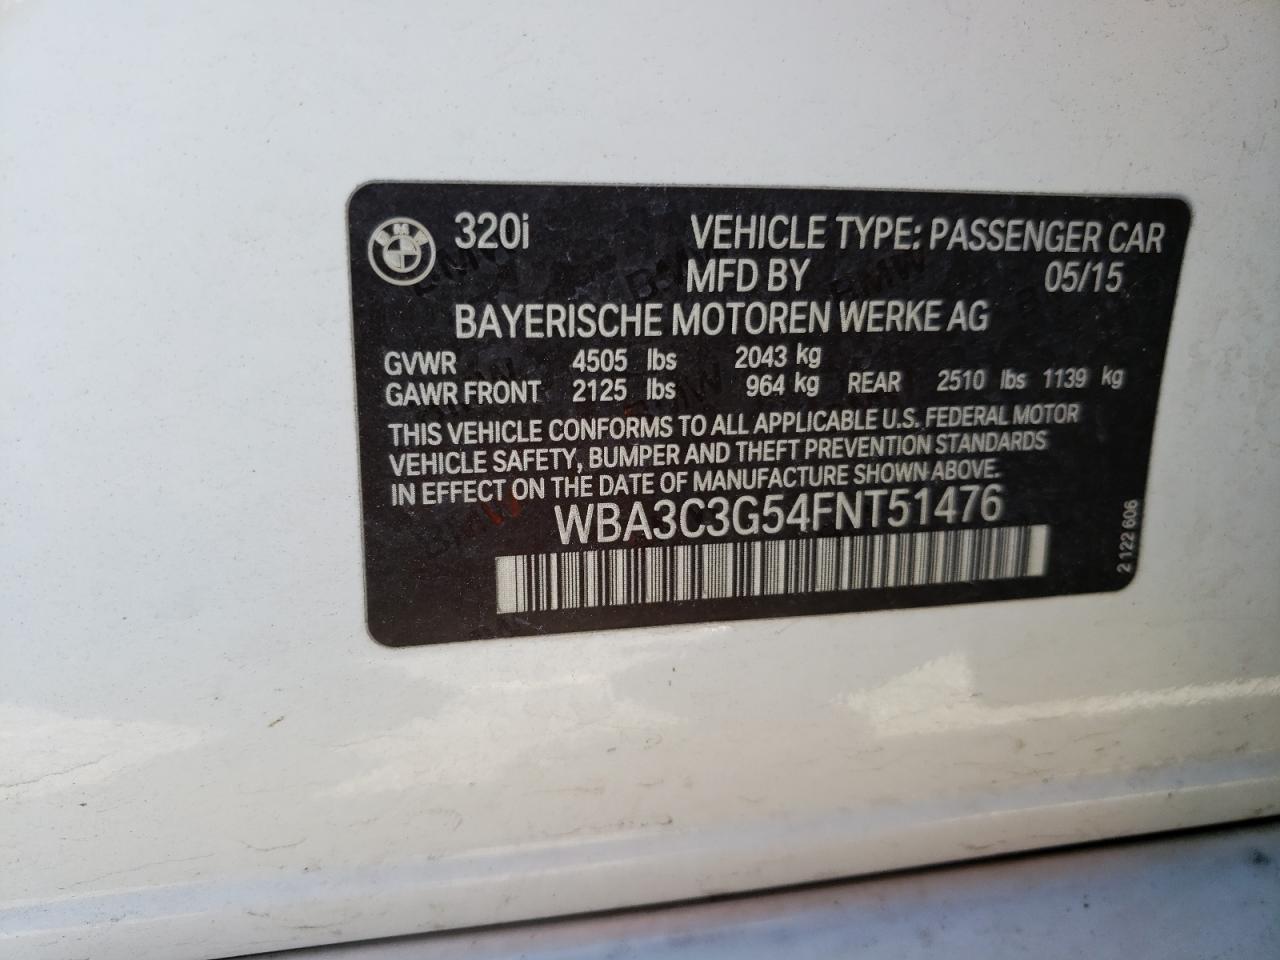 BMW 320i VEHICLE TYPE: PASSENGER CAR
MFD BY 05/15
BAYERISCHE MOTOREN WERKE AG
GVWR 4505 lbs 2043 kg
GAWR FRONT 2125 lbs 964 kg REAR 2510 lbs 1139 kg
THIS VEHICLE CONFORMS TO ALL APPLICABLE U.S. FEDERAL MOTOR
VEHICLE SAFETY, BUMPER AND THEFT PREVENTION STANDARDS
IN EFFECT ON THE DATE OF MANUFACTURE SHOWN ABOVE.
WBA3C3G54FNT51476
2 122 606